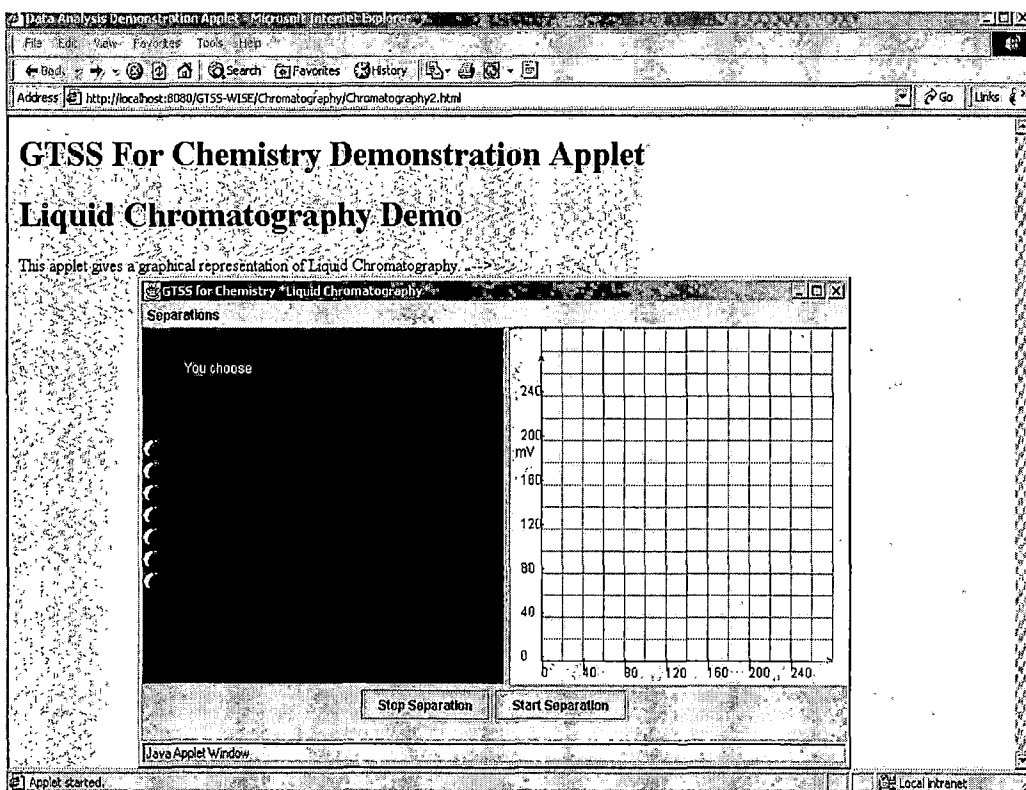 Data Analysis Demonstration Applet - Microsoft Internet Explorer
File Edit View Favorites Tools Help
Back Search Favorites History
Address http://localhost:8080/GTSS-WISE/Chromatography/Chromatography2.html Go Links
GTSS For Chemistry Demonstration Applet
Liquid Chromatography Demo
This applet gives a graphical representation of Liquid Chromatography. -->
GTSS for Chemistry *Liquid Chromatography*
Separations
You choose
240
200
mV
160
120
80
40
0
0 40 80 120 160 200 240
Stop Separation Start Separation
Java Applet Window
Applet started. Local intranet